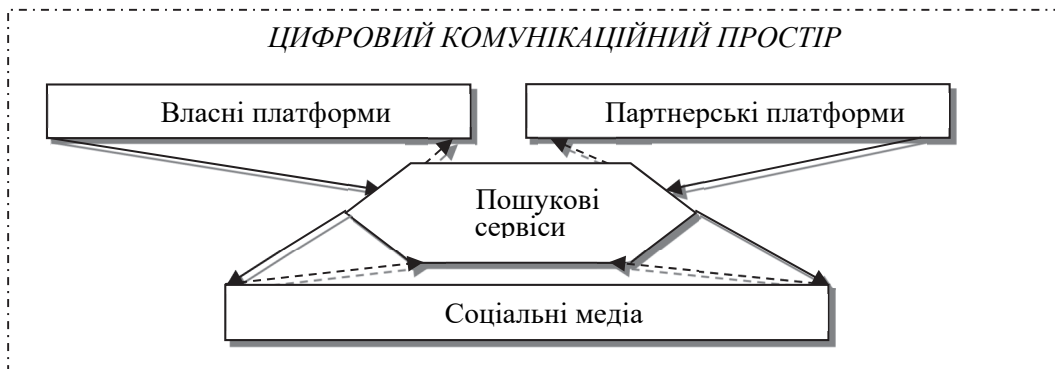 ЦИФРОВИЙ КОМУНІКАЦІЙНИЙ ПРОСТІР
Власні платформи
Партнерські платформи
Пошукові
сервіси
Соціальні медіа